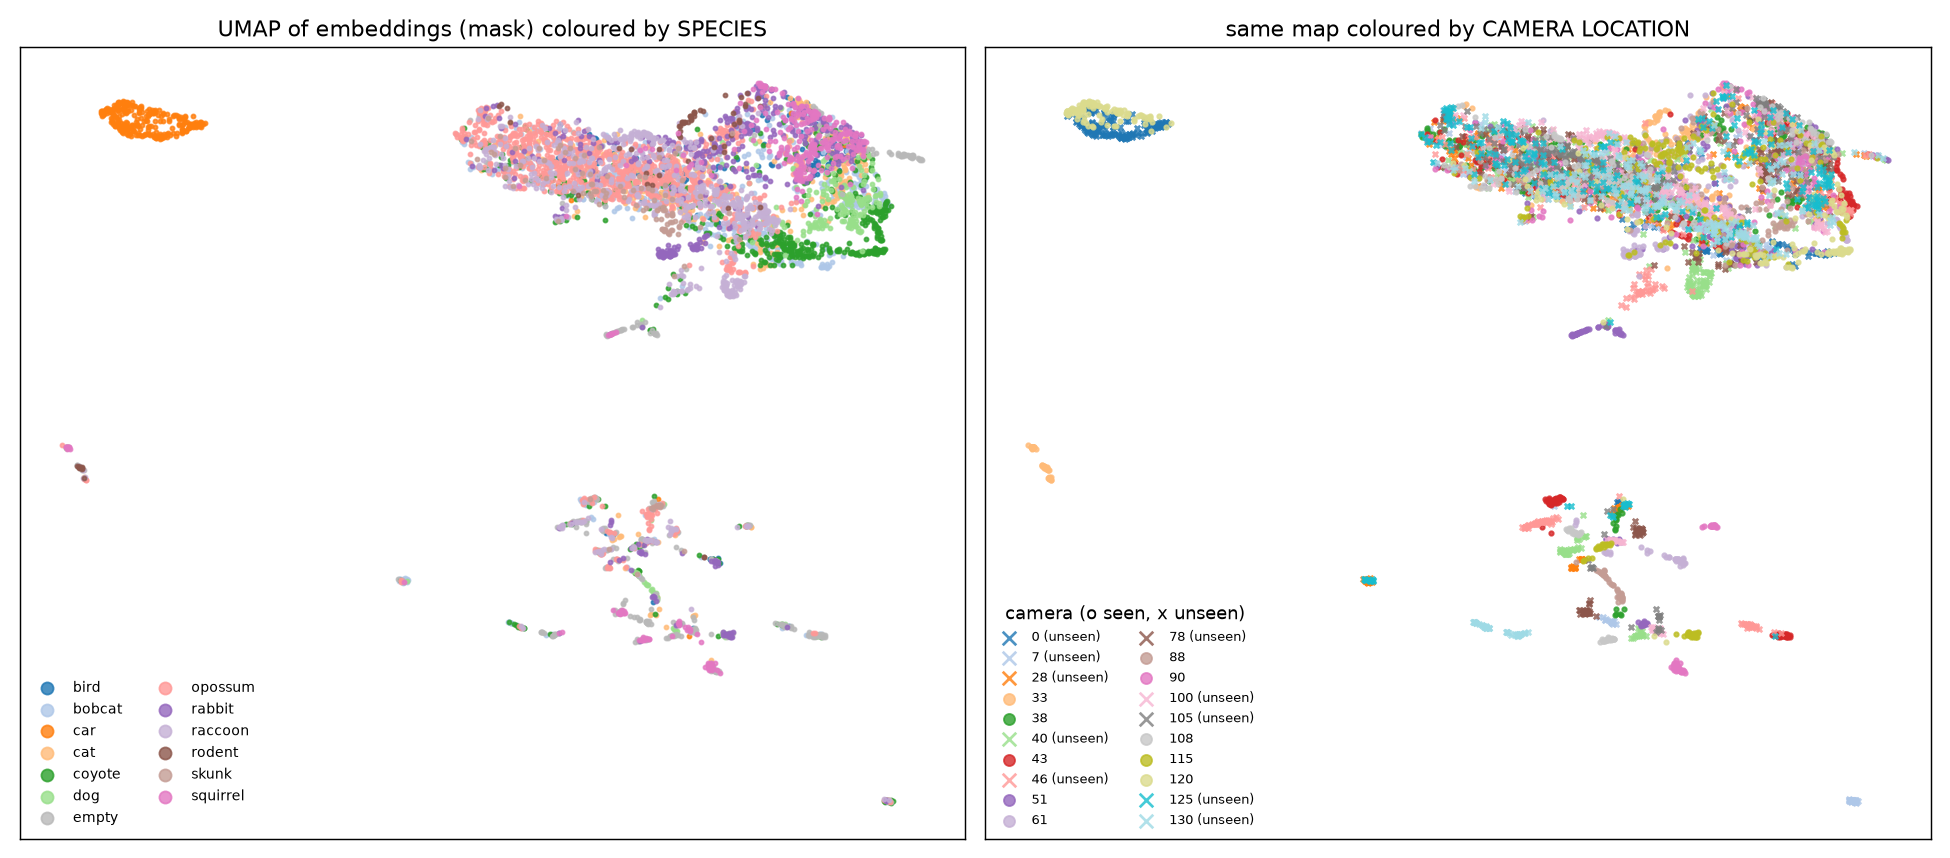 UMAP of embeddings (mask) coloured by SPECIES
bird
bobcat
car
cat
coyote
dog
empty
opossum
rabbit
raccoon
rodent
skunk
squirrel
same map coloured by CAMERA LOCATION
camera (o seen, x unseen)
0 (unseen)
7 (unseen)
28 (unseen)
33
38
40 (unseen)
43
46 (unseen)
51
61
78 (unseen)
88
90
100 (unseen)
105 (unseen)
108
115
120
125 (unseen)
130 (unseen)